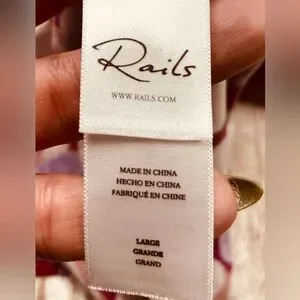 Rails
WWW.RAILS.COM
MADE IN CHINA
HECHO EN CHINA
FABRIQUÉ EN CHINE
LARGE
GRANDE
GRAND